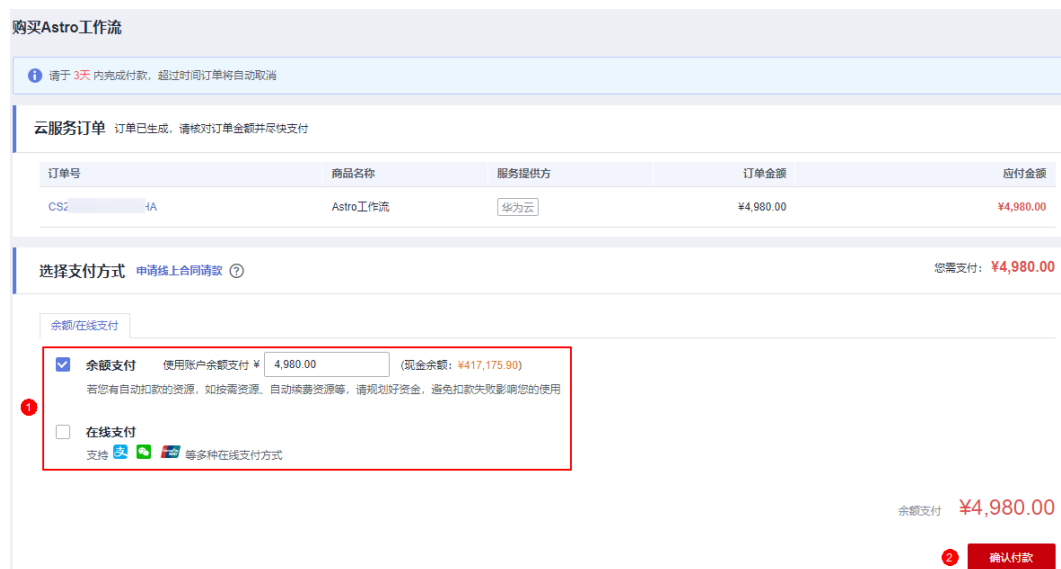 购买Astro工作流
请于 3天 内完成付款，超过时间订单将自动取消
云服务订单 订单已生成，请核对订单金额并尽快支付
订单号 商品名称 服务提供方 订单金额 应付金额
CS2 HA Astro工作流 华为云 ¥4,980.00 ¥4,980.00
选择支付方式 申请线上合同请款 ? 您需支付：¥4,980.00
余额/在线支付
余额支付 使用账户余额支付 ¥ 4,980.00 (现金余额：¥417,175.90)
若您有自动扣款的资源，如按需资源、自动续费资源等，请规划好资金，避免扣款失败影响您的使用
1
在线支付
支持 支 等多种在线支付方式
余额支付 ¥4,980.00
2 确认付款